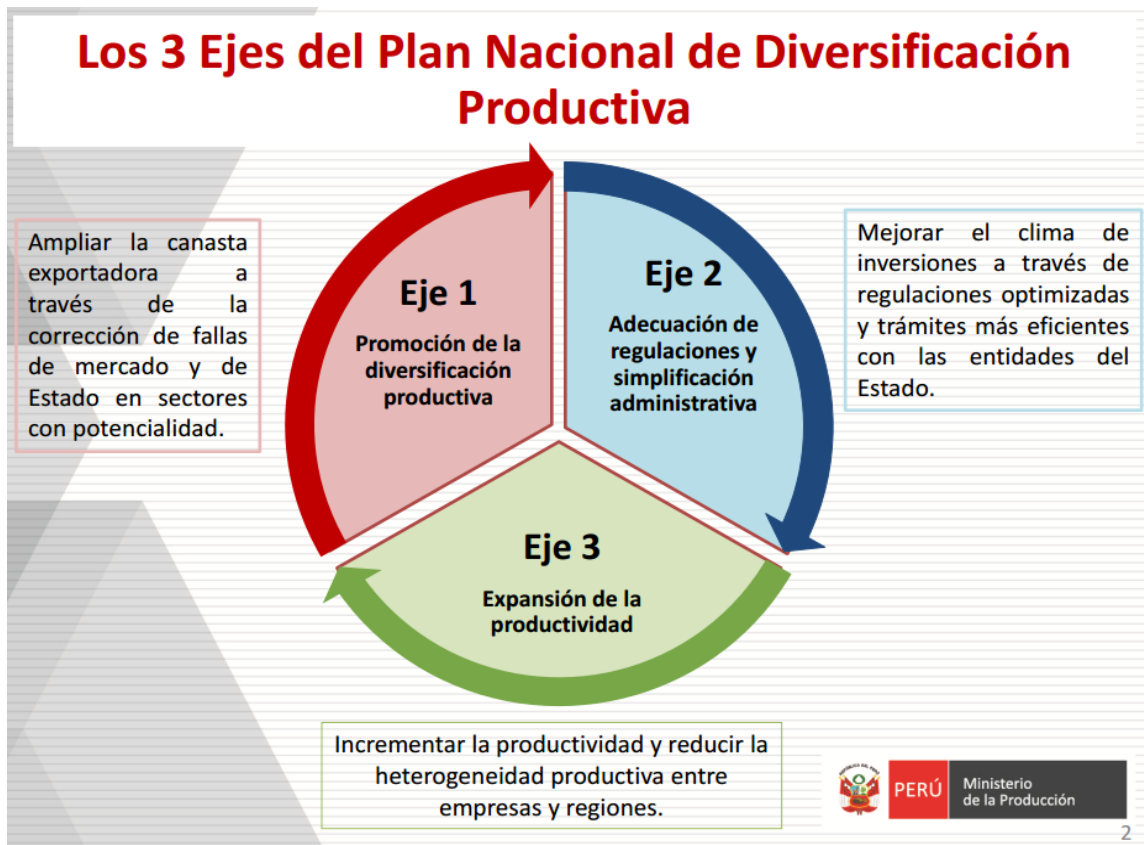 Los 3 Ejes del Plan Nacional de Diversificación
Productiva
Ampliar la canasta
exportadora a
través de la
corrección de fallas
de mercado y de
Estado en sectores
con potencialidad.
Eje 1
Promoción de la
diversificación
productiva
Eje 2
Adecuación de
regulaciones y
simplificación
administrativa
Mejorar el clima de
inversiones a través de
regulaciones optimizadas
y trámites más eficientes
con las entidades del
Estado.
Eje 3
Expansión de la
productividad
Incrementar la productividad y reducir la
heterogeneidad productiva entre
empresas y regiones.
REPÚBLICA DEL PERÚ
PERÚ
Ministerio
de la Producción
2